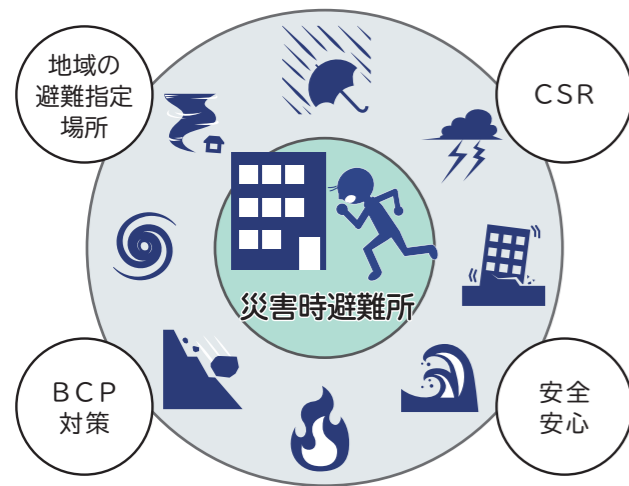 地域の
避難指定
場所
CSR
災害時避難所
BCP
対策
安全
安心